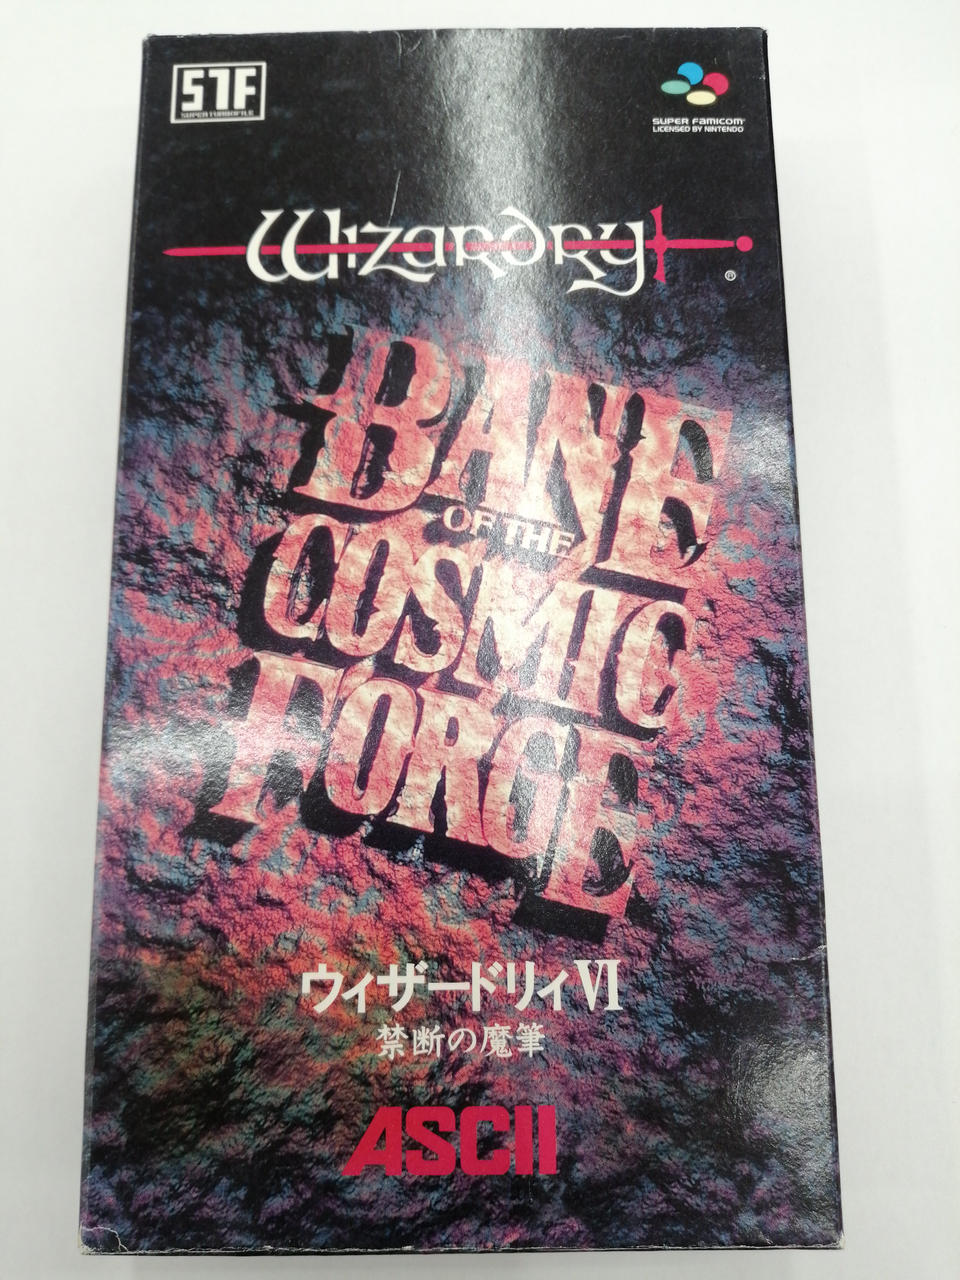 STF
SUPER TURBOFILE
SUPER FAMICOM
LICENSED BY NINTENDO
Wizardry
®
BANE
OF THE
COSMIC
FORGE
ウィザードリィVI
禁断の魔筆
ASCII